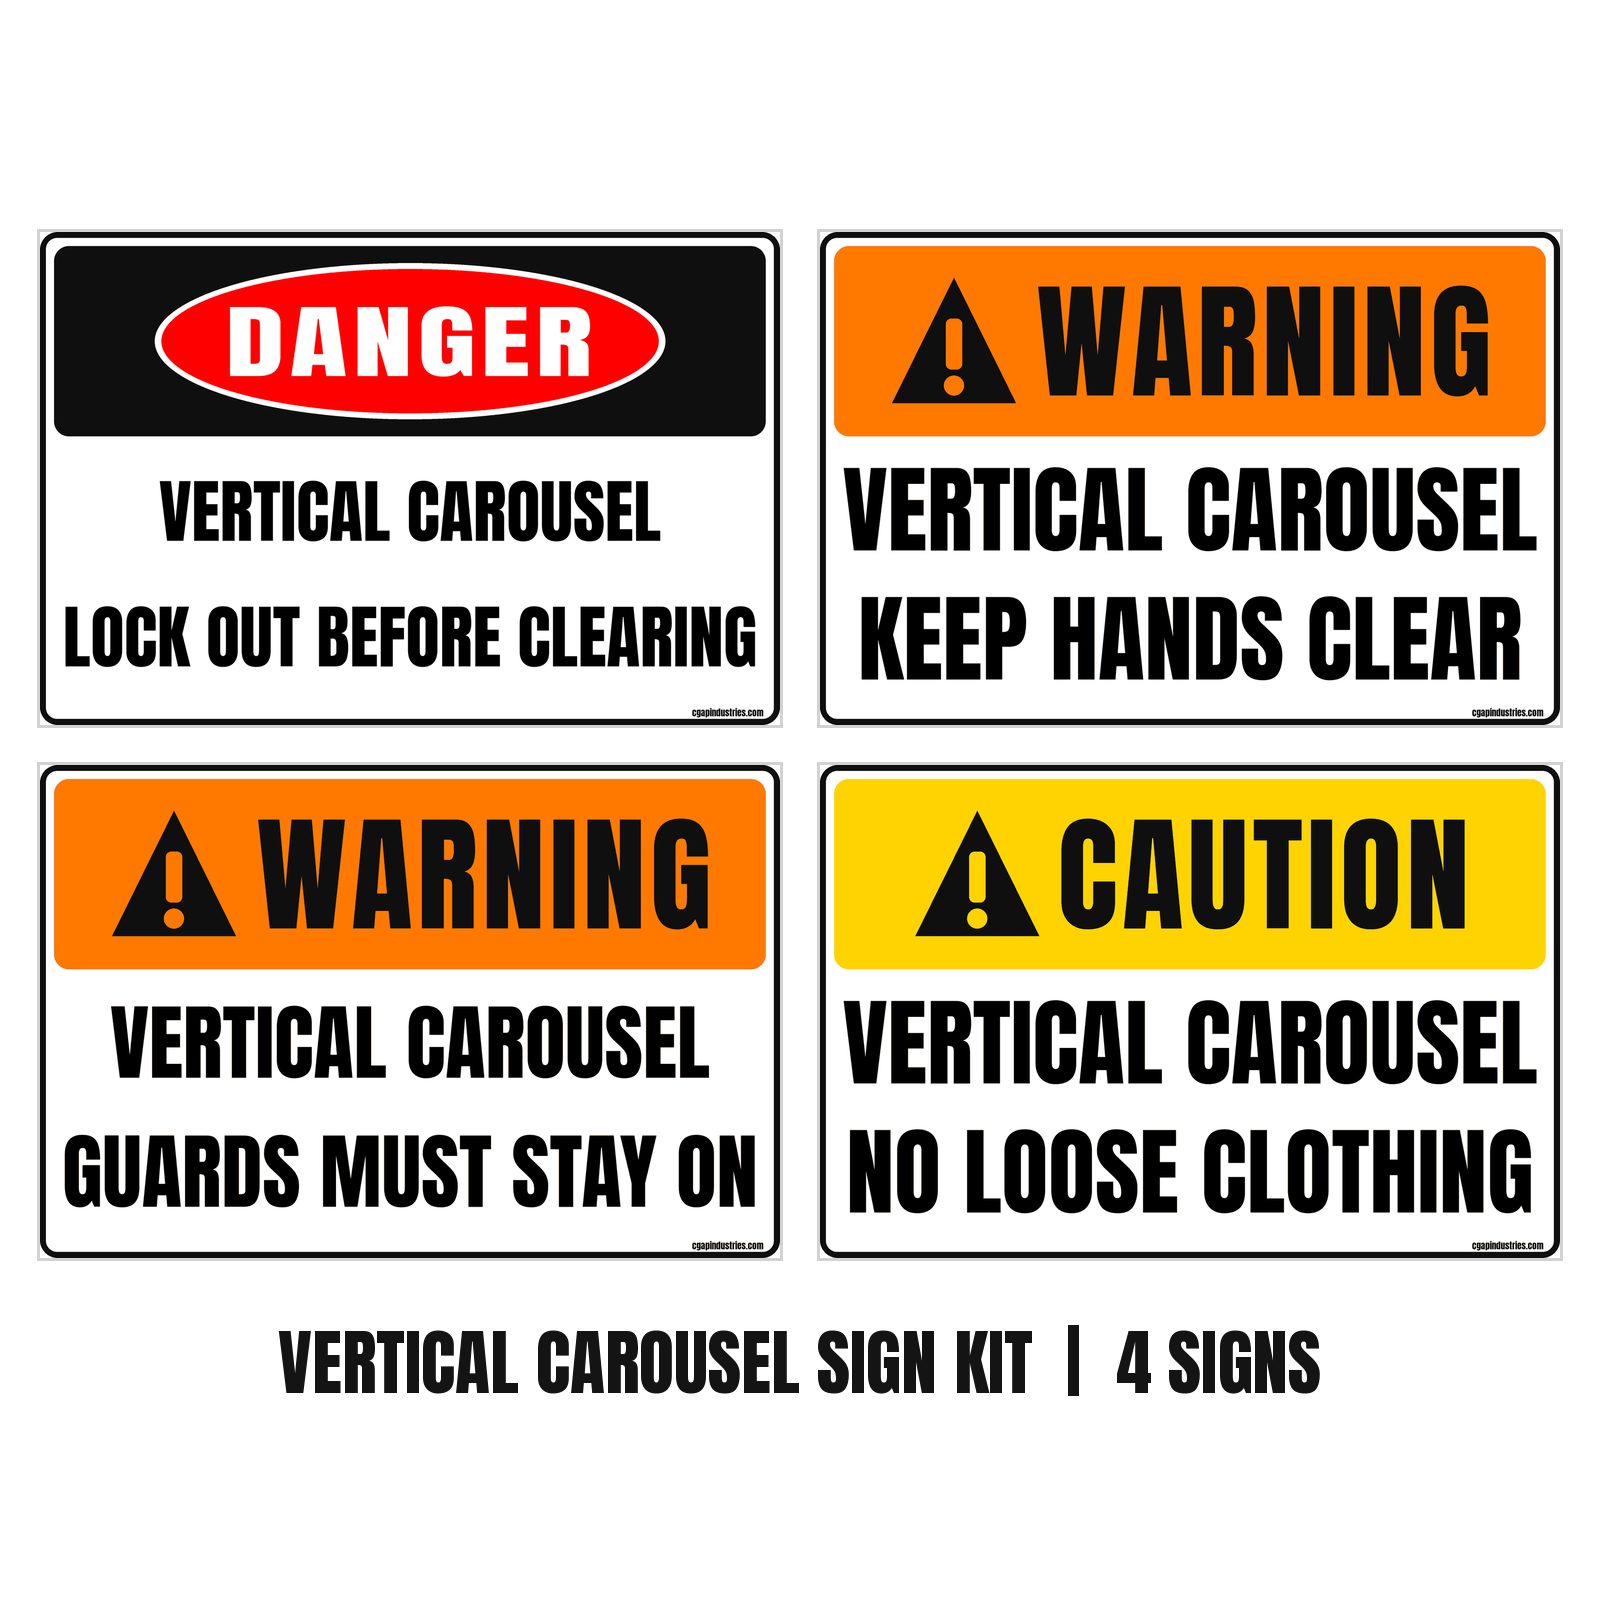 DANGER
VERTICAL CAROUSEL
LOCK OUT BEFORE CLEARING
cgapindustries.com
WARNING
VERTICAL CAROUSEL
KEEP HANDS CLEAR
cgapindustries.com
WARNING
VERTICAL CAROUSEL
GUARDS MUST STAY ON
cgapindustries.com
CAUTION
VERTICAL CAROUSEL
NO LOOSE CLOTHING
cgapindustries.com
VERTICAL CAROUSEL SIGN KIT | 4 SIGNS